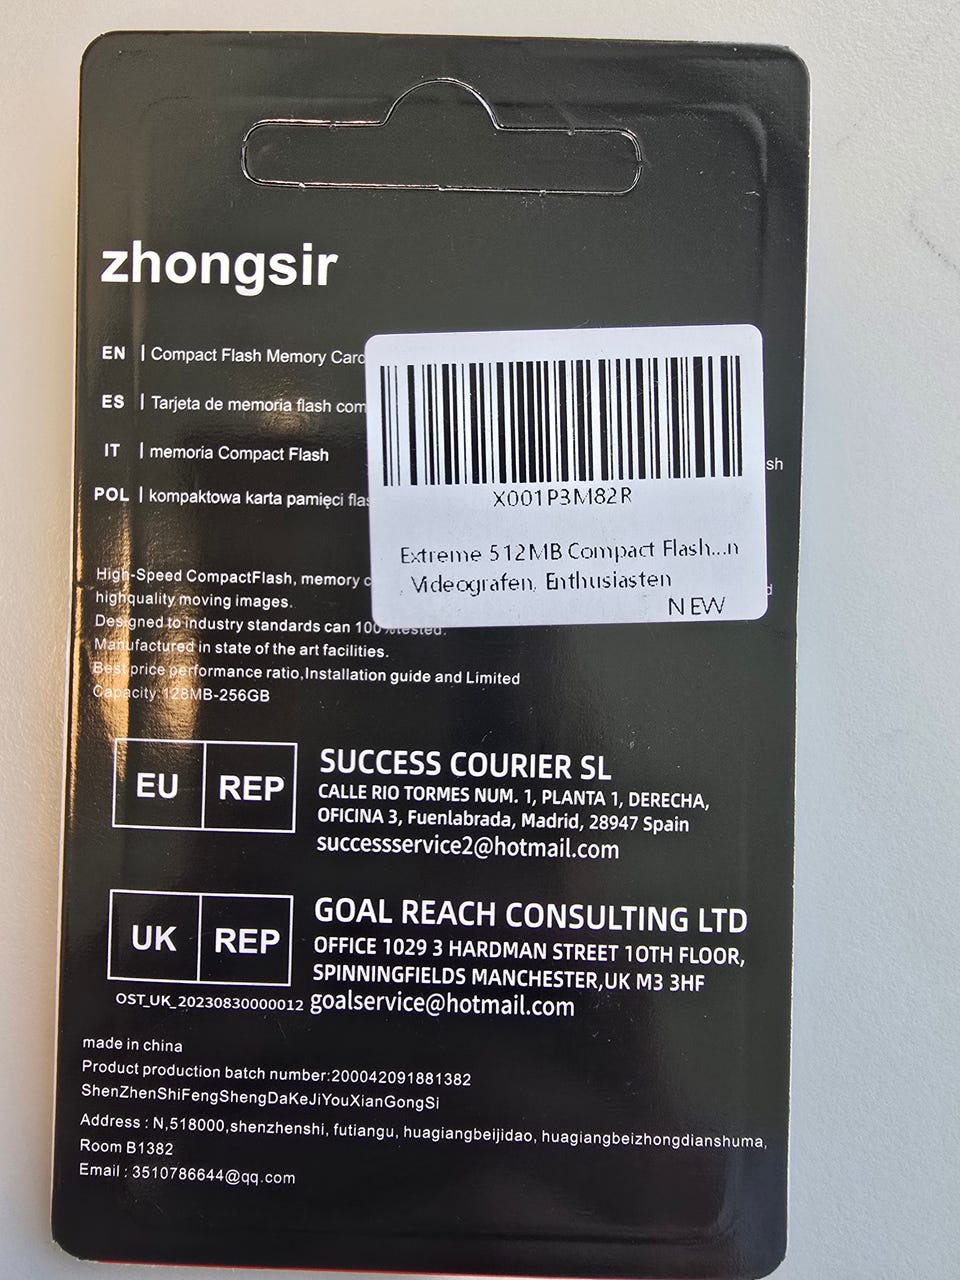 zhongsir
EN | Compact Flash Memory Card
ES | Tarjeta de memoria flash com
IT | memoria Compact Flash
sh
POL | kompaktowa karta pamięci flas
X001P3M82R
Extreme 512MB Compact Flash...n
, Videografen, Enthusiasten
NEW
High-Speed CompactFlash, memory c
d
highquality moving images.
Designed to industry standards can 100%tested.
Manufactured in state of the art facilities.
Best price performance ratio,Installation guide and Limited
Capacity:128MB-256GB
EU REP
SUCCESS COURIER SL
CALLE RIO TORMES NUM. 1, PLANTA 1, DERECHA,
OFICINA 3, Fuenlabrada, Madrid, 28947 Spain
successservice2@hotmail.com
UK REP
GOAL REACH CONSULTING LTD
OFFICE 1029 3 HARDMAN STREET 10TH FLOOR,
SPINNINGFIELDS MANCHESTER,UK M3 3HF
OST_UK_20230830000012 goalservice@hotmail.com
made in china
Product production batch number:200042091881382
ShenZhenShiFengShengDaKeJiYouXianGongSi
Address : N,518000,shenzhenshi, futiangu, huagiangbeijidao, huagiangbeizhongdianshuma,
Room B1382
Email : 3510786644@qq.com